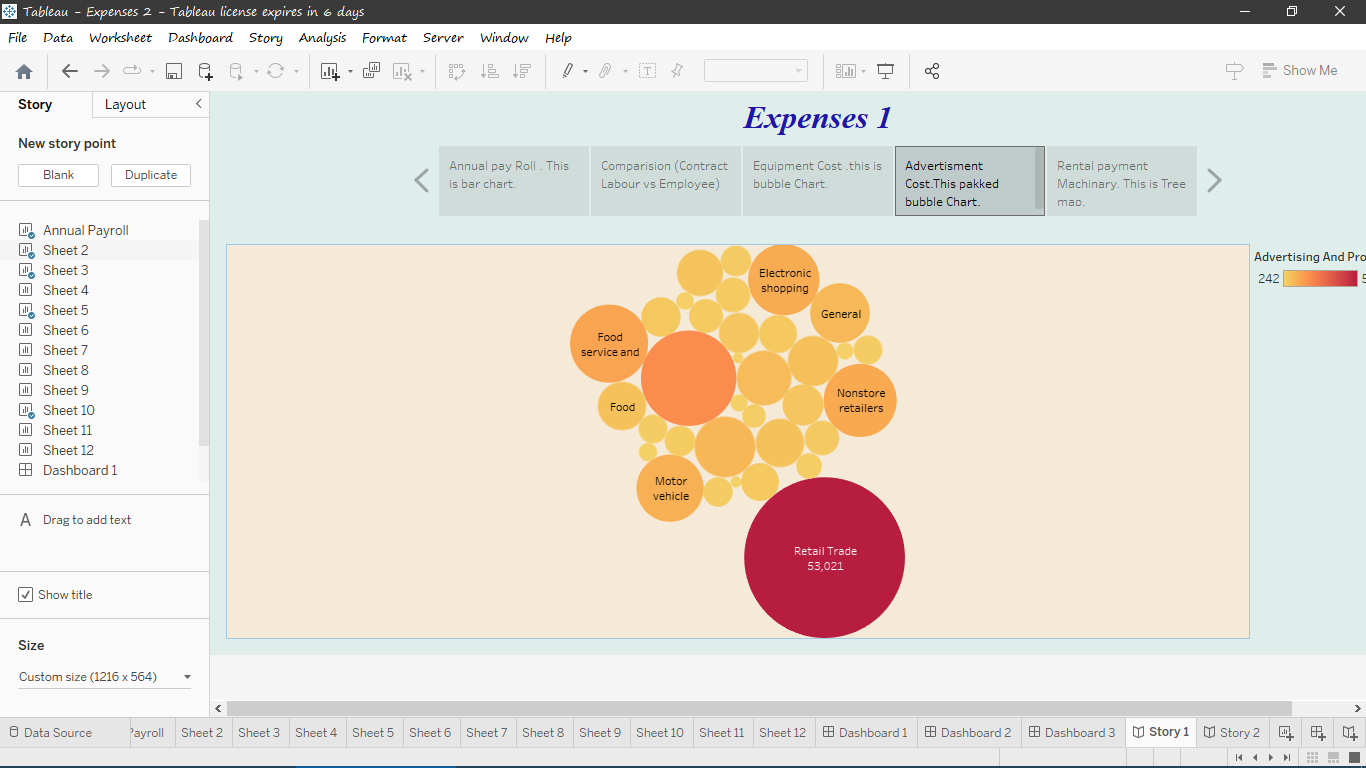 Tableau - Expenses 2 - Tableau license expires in 6 days
File Data Worksheet Dashboard Story Analysis Format Server Window Help
Show Me
Story Layout
New story point
Blank Duplicate
Annual Payroll
Sheet 2
Sheet 3
Sheet 4
Sheet 5
Sheet 6
Sheet 7
Sheet 8
Sheet 9
Sheet 10
Sheet 11
Sheet 12
Dashboard 1
A Drag to add text
Show title
Size
Custom size (1216 x 564)
Expenses 1
Annual pay Roll . This
is bar chart.
Comparision (Contract
Labour vs Employee)
Equipment Cost .this is
bubble Chart.
Advertisment
Cost.This pakked
bubble Chart.
Rental payment
Machinary. This is Tree
map.
Electronic
shopping
General
Food
service and
Nonstore
retailers
Food
Motor
vehicle
Retail Trade
53,021
Advertising And Pro
242 5
Data Source Payroll Sheet 2 Sheet 3 Sheet 4 Sheet 5 Sheet 6 Sheet 7 Sheet 8 Sheet 9 Sheet 10 Sheet 11 Sheet 12 Dashboard 1 Dashboard 2 Dashboard 3 Story 1 Story 2